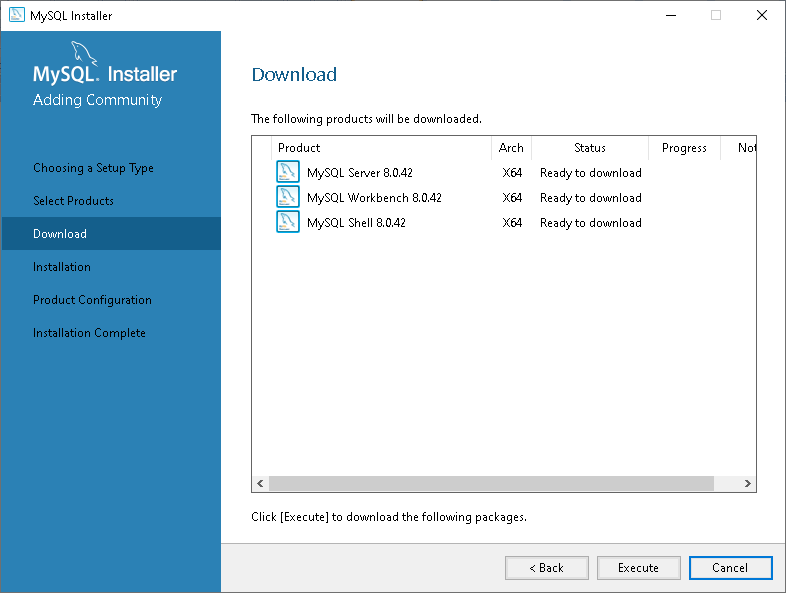 MySQL Installer
MySQL. Installer
Adding Community
Choosing a Setup Type
Select Products
Download
Installation
Product Configuration
Installation Complete
Download
The following products will be downloaded.
Product Arch Status Progress Not
MySQL Server 8.0.42 X64 Ready to download
MySQL Workbench 8.0.42 X64 Ready to download
MySQL Shell 8.0.42 X64 Ready to download
Click [Execute] to download the following packages.
< Back Execute Cancel